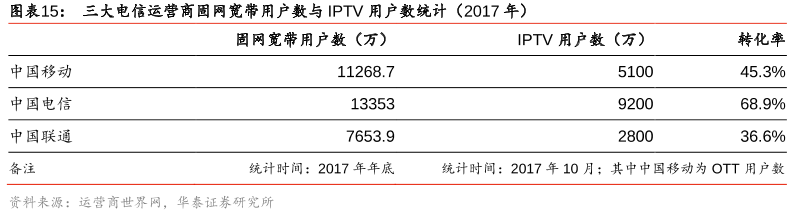 图表15： 三大电信运营商固网宽带用户数与 IPTV 用户数统计（2017 年）
固网宽带用户数（万） IPTV 用户数（万） 转化率
中国移动 11268.7 5100 45.3%
中国电信 13353 9200 68.9%
中国联通 7653.9 2800 36.6%
备注 统计时间：2017 年年底 统计时间：2017 年 10 月；其中中国移动为 OTT 用户数
资料来源：运营商世界网，华泰证券研究所